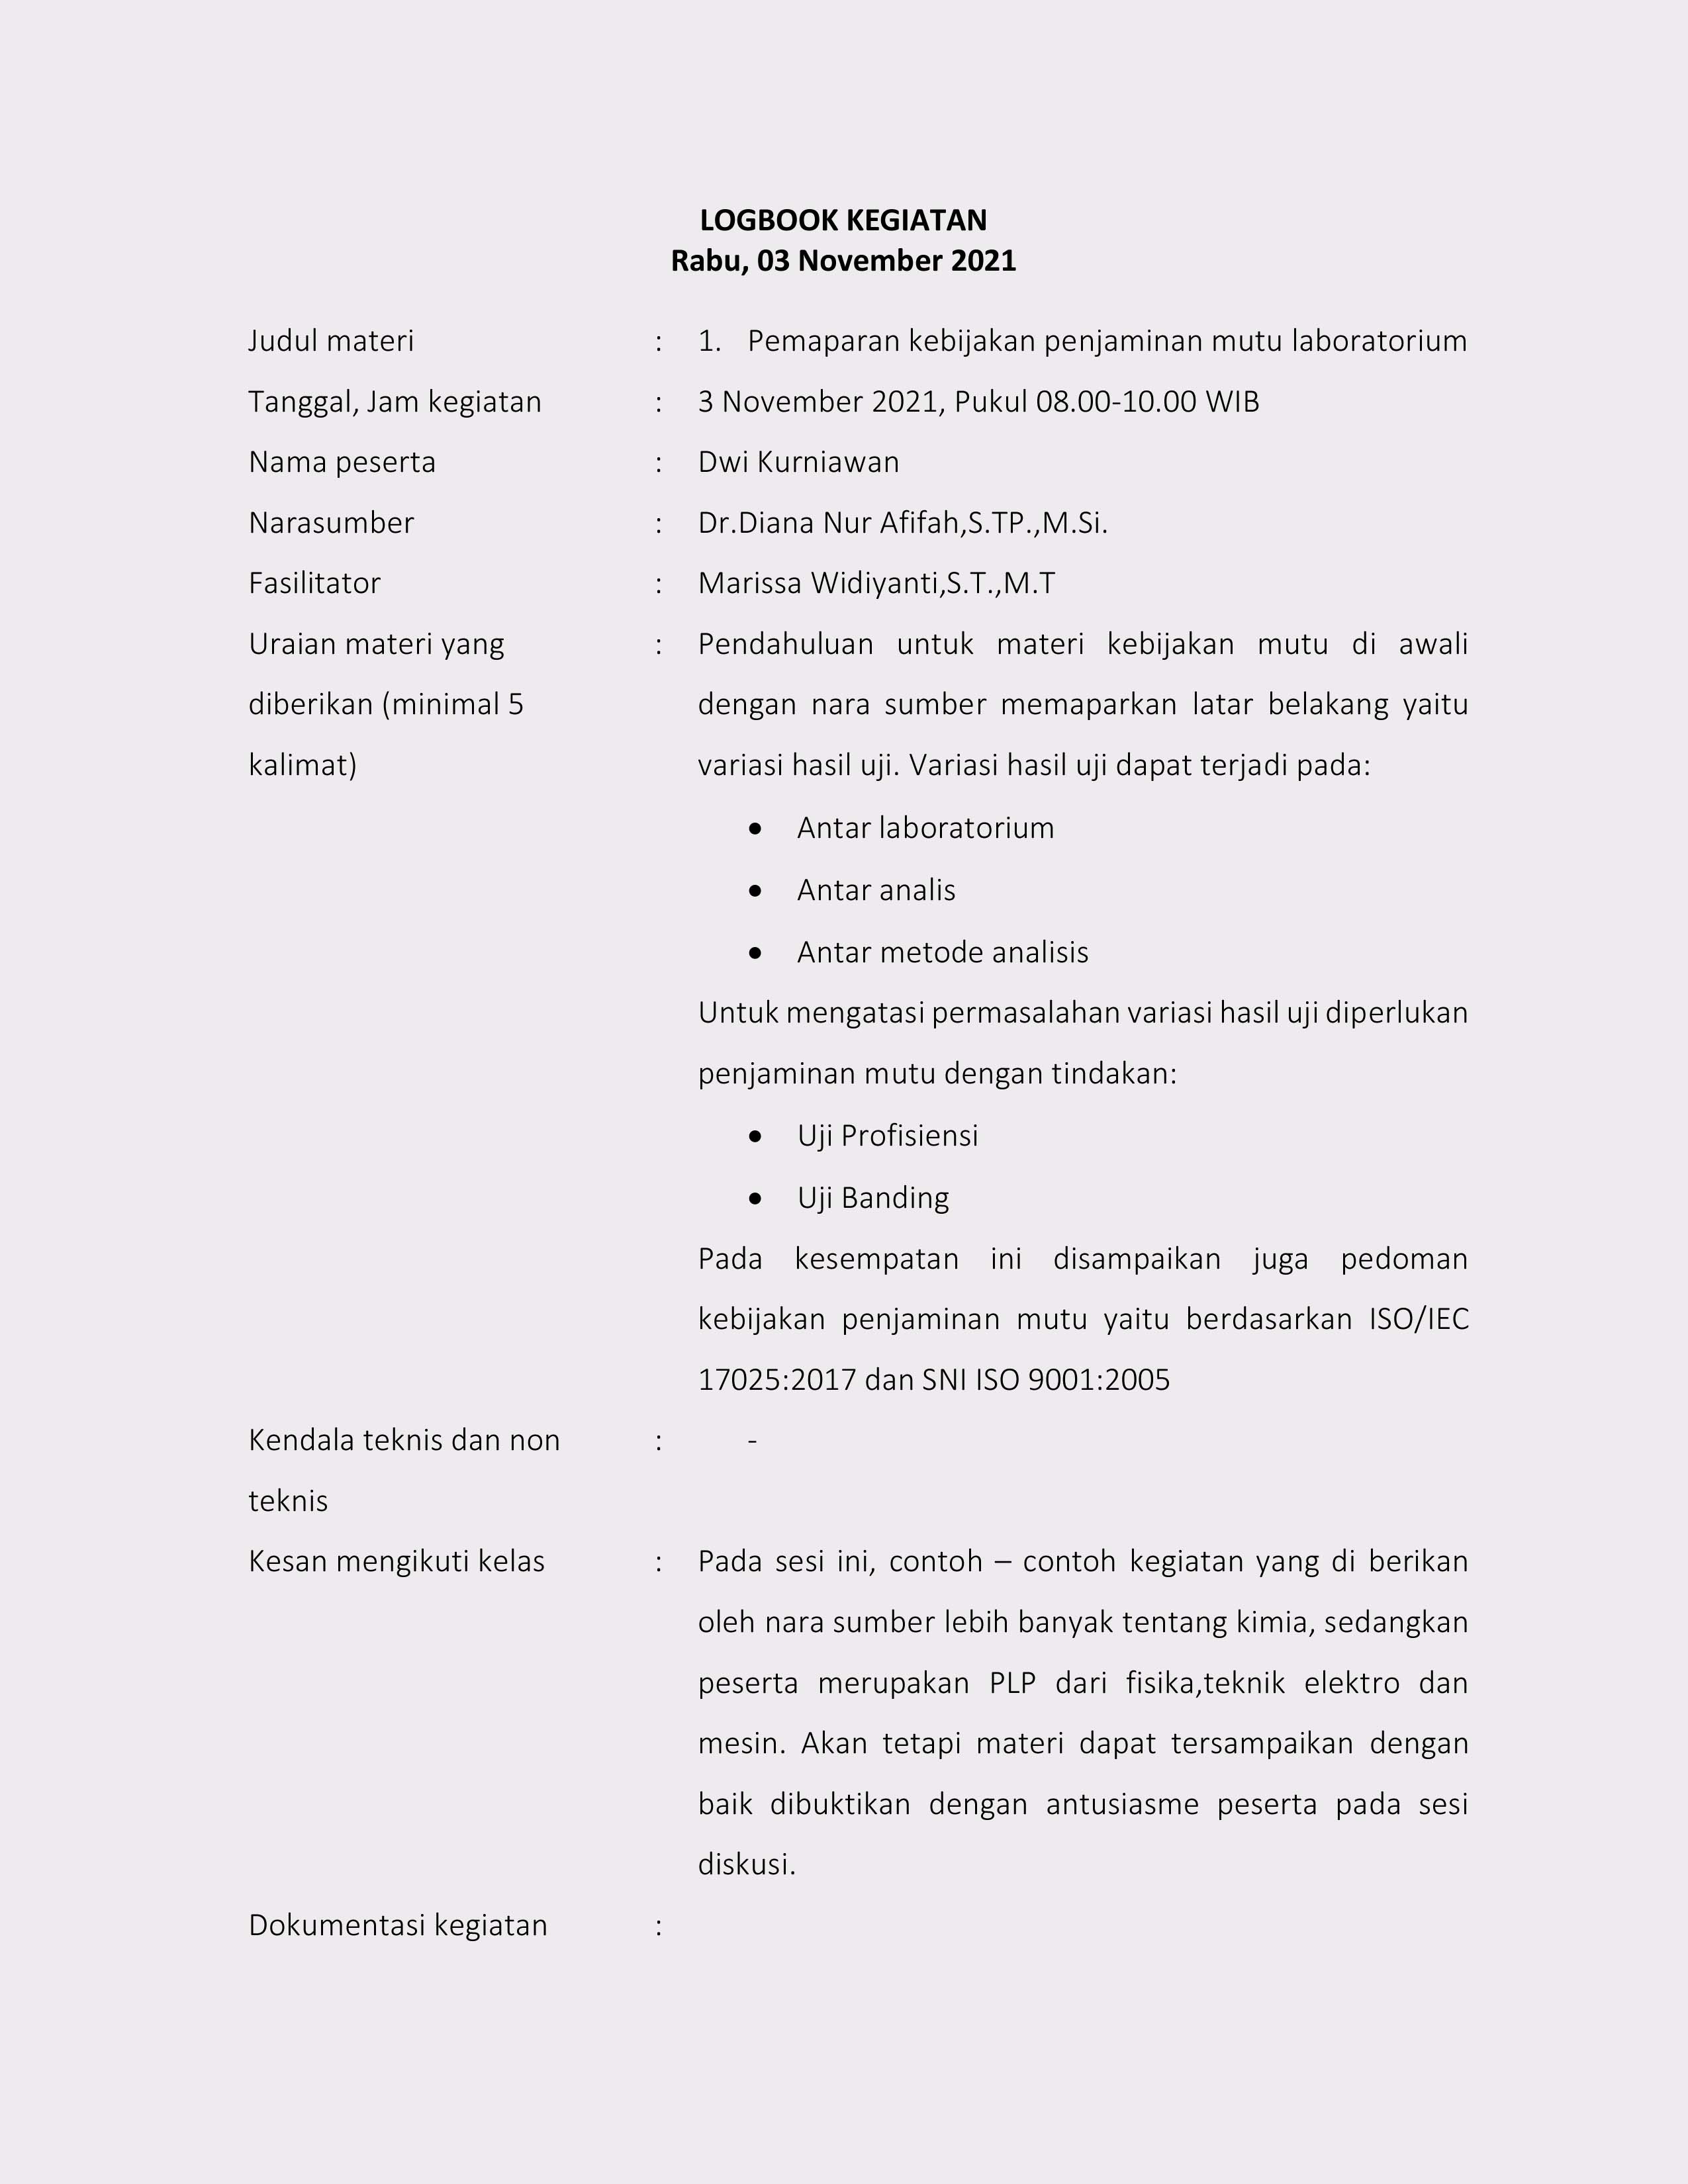 LOGBOOK KEGIATAN
Rabu, 03 November 2021
Judul materi : 1. Pemaparan kebijakan penjaminan mutu laboratorium
Tanggal, Jam kegiatan : 3 November 2021, Pukul 08.00-10.00 WIB
Nama peserta : Dwi Kurniawan
Narasumber : Dr.Diana Nur Afifah,S.TP.,M.Si.
Fasilitator : Marissa Widiyanti,S.T.,M.T
Uraian materi yang : Pendahuluan untuk materi kebijakan mutu di awali
diberikan (minimal 5 dengan nara sumber memaparkan latar belakang yaitu
kalimat) variasi hasil uji. Variasi hasil uji dapat terjadi pada:
• Antar laboratorium
• Antar analis
• Antar metode analisis
Untuk mengatasi permasalahan variasi hasil uji diperlukan
penjaminan mutu dengan tindakan:
• Uji Profisiensi
• Uji Banding
Pada kesempatan ini disampaikan juga pedoman
kebijakan penjaminan mutu yaitu berdasarkan ISO/IEC
17025:2017 dan SNI ISO 9001:2005
Kendala teknis dan non : -
teknis
Kesan mengikuti kelas : Pada sesi ini, contoh – contoh kegiatan yang di berikan
oleh nara sumber lebih banyak tentang kimia, sedangkan
peserta merupakan PLP dari fisika,teknik elektro dan
mesin. Akan tetapi materi dapat tersampaikan dengan
baik dibuktikan dengan antusiasme peserta pada sesi
diskusi.
Dokumentasi kegiatan :